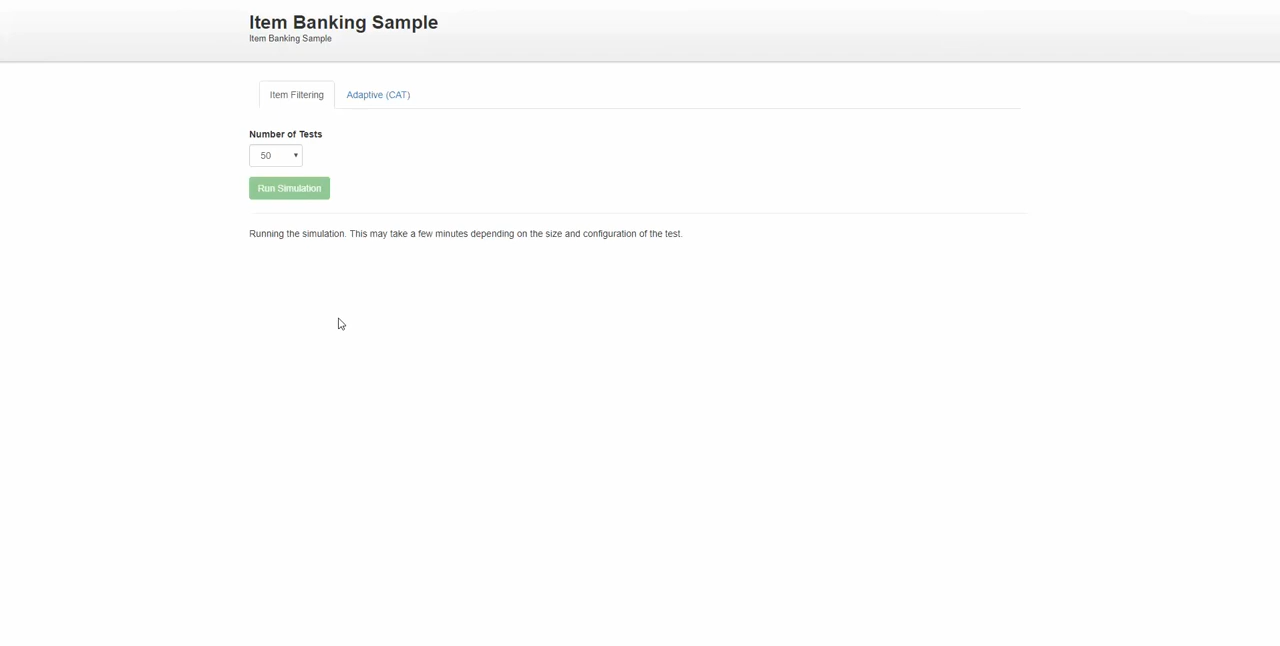 Item Banking Sample
Item Banking Sample
Item Filtering Adaptive (CAT)
Number of Tests
50
Run Simulation
Running the simulation. This may take a few minutes depending on the size and configuration of the test.